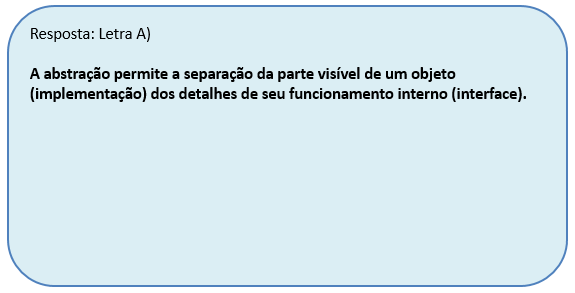 Resposta: Letra A)
A abstração permite a separação da parte visível de um objeto
(implementação) dos detalhes de seu funcionamento interno (interface).